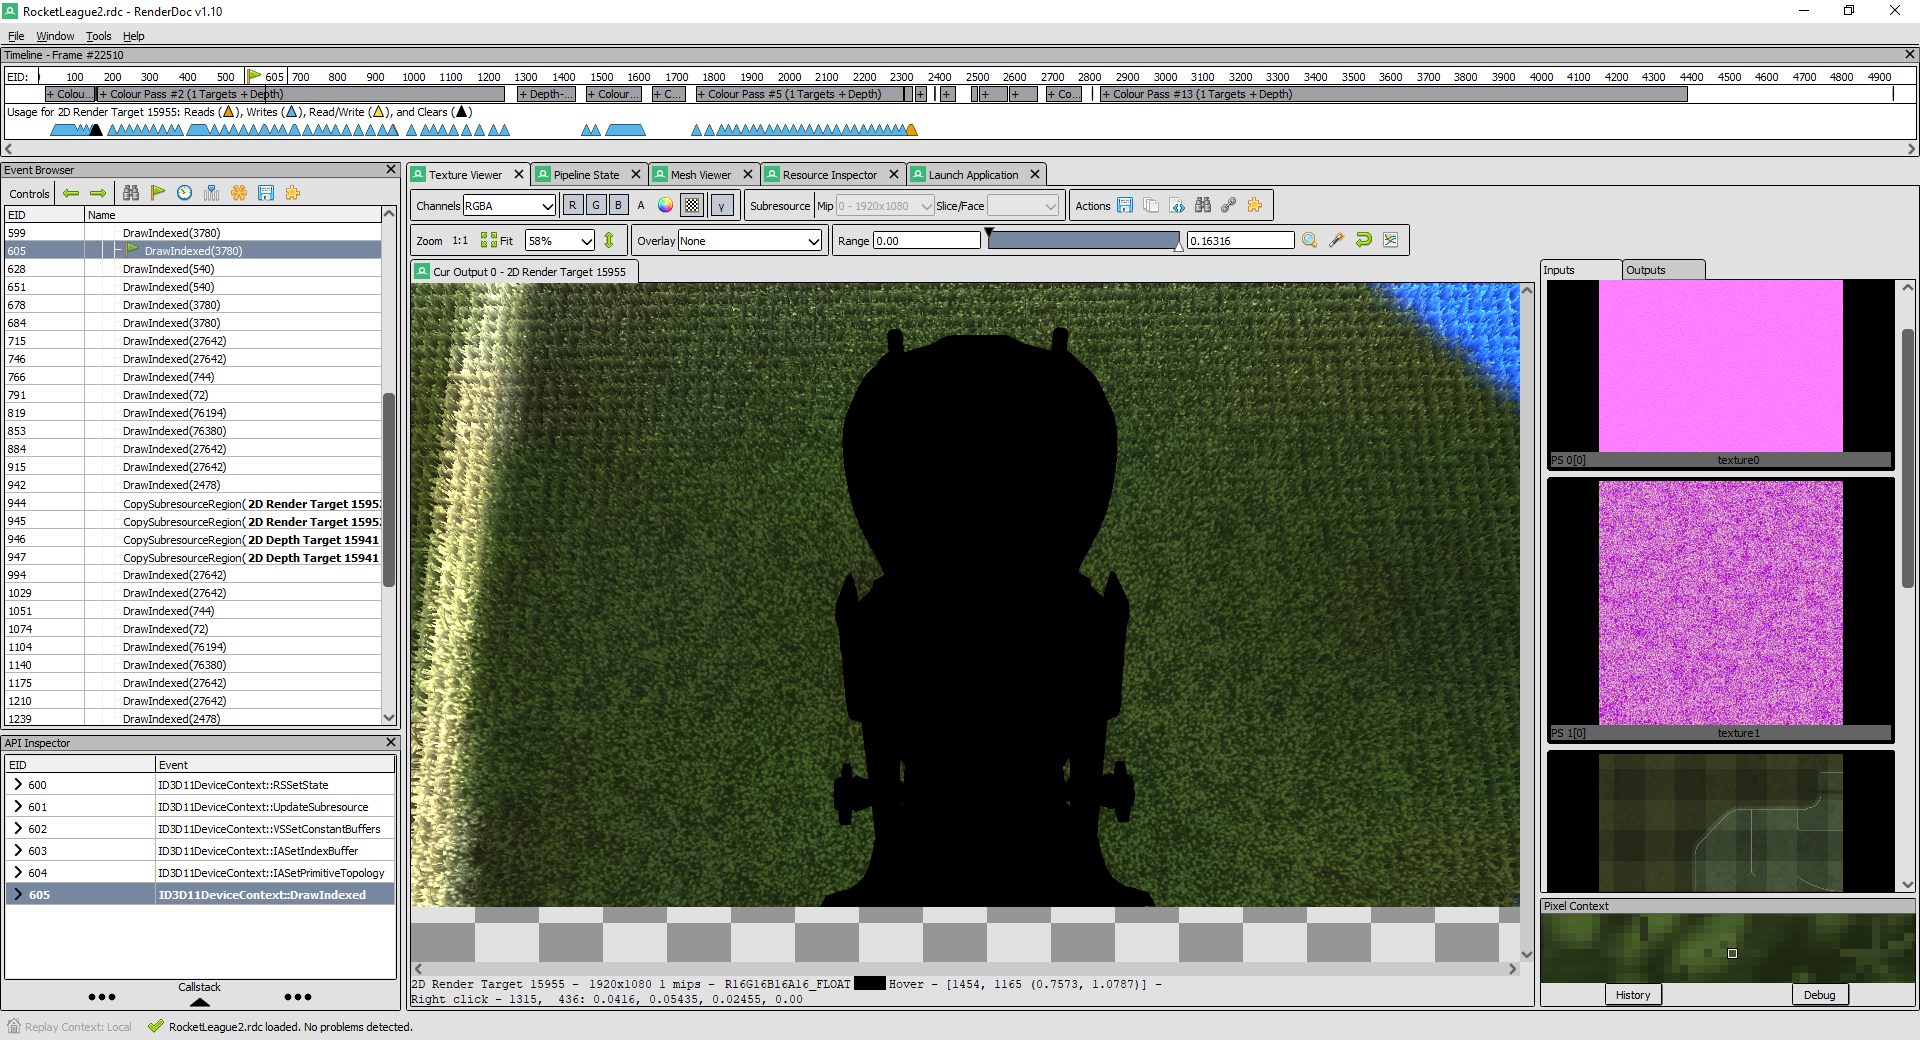 RocketLeague2.rdc - RenderDoc v1.10
File Window Tools Help
Timeline - Frame #22510
EID: 100 200 300 400 500 605 700 800 900 1000 1100 1200 1300 1400 1500 1600 1700 1800 1900 2000 2100 2200 2300 2400 2500 2600 2700 2800 2900 3000 3100 3200 3300 3400 3500 3600 3700 3800 3900 4000 4100 4200 4300 4400 4500 4600 4700 4800 4900
+ Colou... + Colour Pass #2 (1 Targets + Depth) + Depth-... + Colour... + C... + Colour Pass #5 (1 Targets + Depth) + + + + + Co... + Colour Pass #13 (1 Targets + Depth)
Usage for 2D Render Target 15955: Reads ( ), Writes ( ), Read/Write ( ), and Clears ( )
Event Browser
Controls
EID Name
599 DrawIndexed(3780)
605 DrawIndexed(3780)
628 DrawIndexed(540)
651 DrawIndexed(540)
678 DrawIndexed(3780)
684 DrawIndexed(3780)
715 DrawIndexed(27642)
746 DrawIndexed(27642)
766 DrawIndexed(744)
791 DrawIndexed(72)
819 DrawIndexed(76194)
853 DrawIndexed(76380)
884 DrawIndexed(27642)
915 DrawIndexed(27642)
942 DrawIndexed(2478)
944 CopySubresourceRegion( 2D Render Target 1595
945 CopySubresourceRegion( 2D Render Target 1595
946 CopySubresourceRegion( 2D Depth Target 15941
947 CopySubresourceRegion( 2D Depth Target 15941
994 DrawIndexed(27642)
1029 DrawIndexed(27642)
1051 DrawIndexed(744)
1074 DrawIndexed(72)
1104 DrawIndexed(76194)
1140 DrawIndexed(76380)
1175 DrawIndexed(27642)
1210 DrawIndexed(27642)
1239 DrawIndexed(2478)
API Inspector
EID Event
600 ID3D11DeviceContext::RSSetState
601 ID3D11DeviceContext::UpdateSubresource
602 ID3D11DeviceContext::VSSetConstantBuffers
603 ID3D11DeviceContext::IASetIndexBuffer
604 ID3D11DeviceContext::IASetPrimitiveTopology
605 ID3D11DeviceContext::DrawIndexed
Callstack
Texture Viewer Pipeline State Mesh Viewer Resource Inspector Launch Application
Channels RGBA R G B A γ Subresource Mip 0 - 1920x1080 Slice/Face Actions
Zoom 1:1 Fit 58% Overlay None Range 0.00 0.16316
Cur Output 0 - 2D Render Target 15955
2D Render Target 15955 - 1920x1080 1 mips - R16G16B16A16_FLOAT Hover - [1454, 1165 (0.7573, 1.0787)] -
Right click - 1315, 436: 0.0416, 0.05435, 0.02455, 0.00
Inputs Outputs
PS 0[0] texture0
PS 1[0] texture1
Pixel Context
History Debug
Replay Context: Local RocketLeague2.rdc loaded. No problems detected.